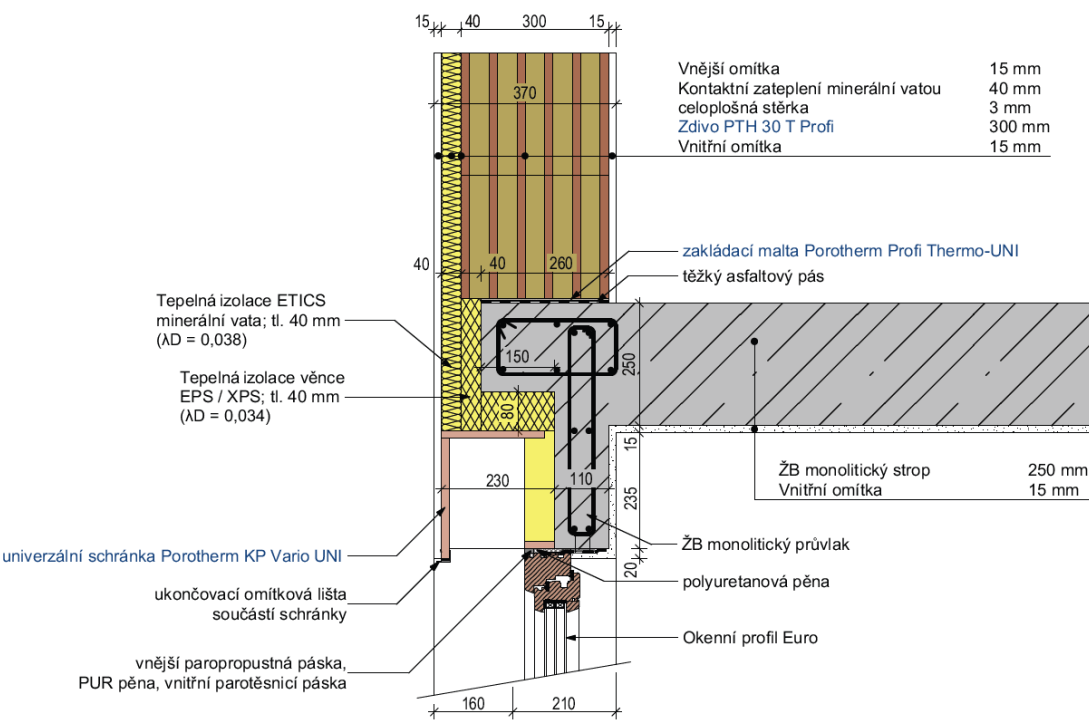 15 40 300 15
370
Vnější omítka 15 mm
Kontaktní zateplení minerální vatou 40 mm
celoplošná stěrka 3 mm
Zdivo PTH 30 T Profi 300 mm
Vnitřní omítka 15 mm
40 40 260
zakládací malta Porotherm Profi Thermo-UNI
těžký asfaltový pás
Tepelná izolace ETICS
minerální vata; tl. 40 mm
(λD = 0,038)
Tepelná izolace věnce
EPS / XPS; tl. 40 mm
(λD = 0,034)
150
250
80
15
ŽB monolitický strop 250 mm
Vnitřní omítka 15 mm
230 110
235
univerzální schránka Porotherm KP Vario UNI
ŽB monolitický průvlak
20
polyuretanová pěna
ukončovací omítková lišta
součástí schránky
Okenní profil Euro
vnější paropropustná páska,
PUR pěna, vnitřní parotěsnicí páska
160 210